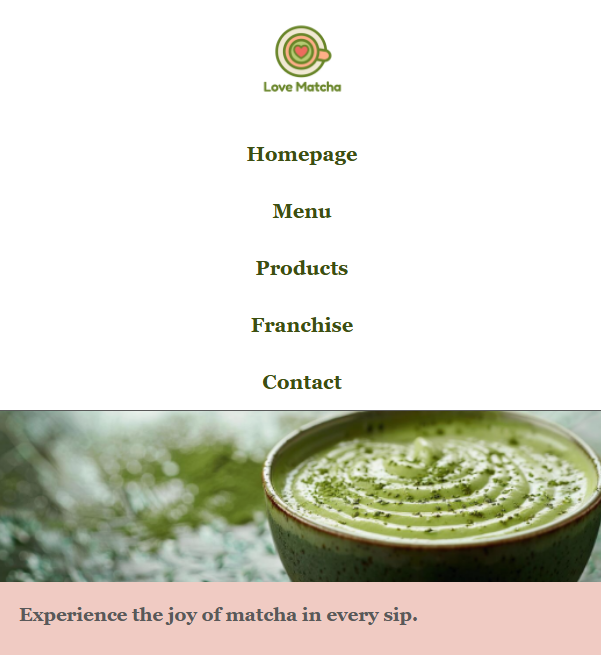 Love Matcha
Homepage
Menu
Products
Franchise
Contact
Experience the joy of matcha in every sip.